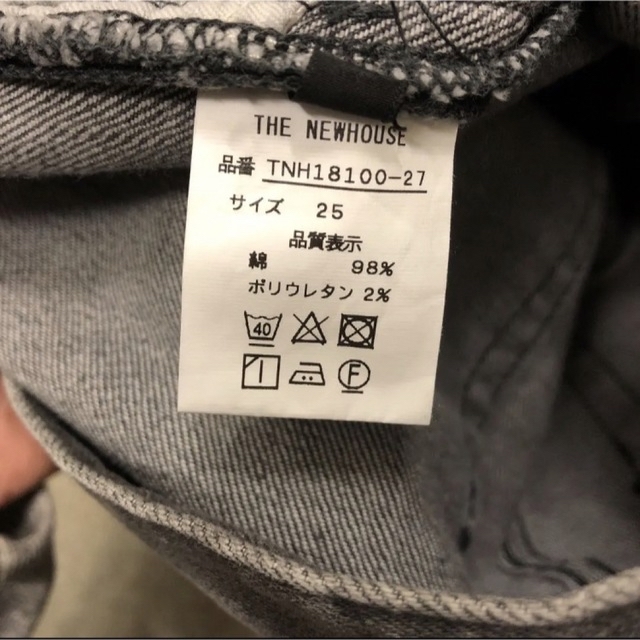 THE NEWHOUSE
品番 TNH18100-27
サイズ 25
品質表示
綿 98%
ポリウレタン 2%
40
F